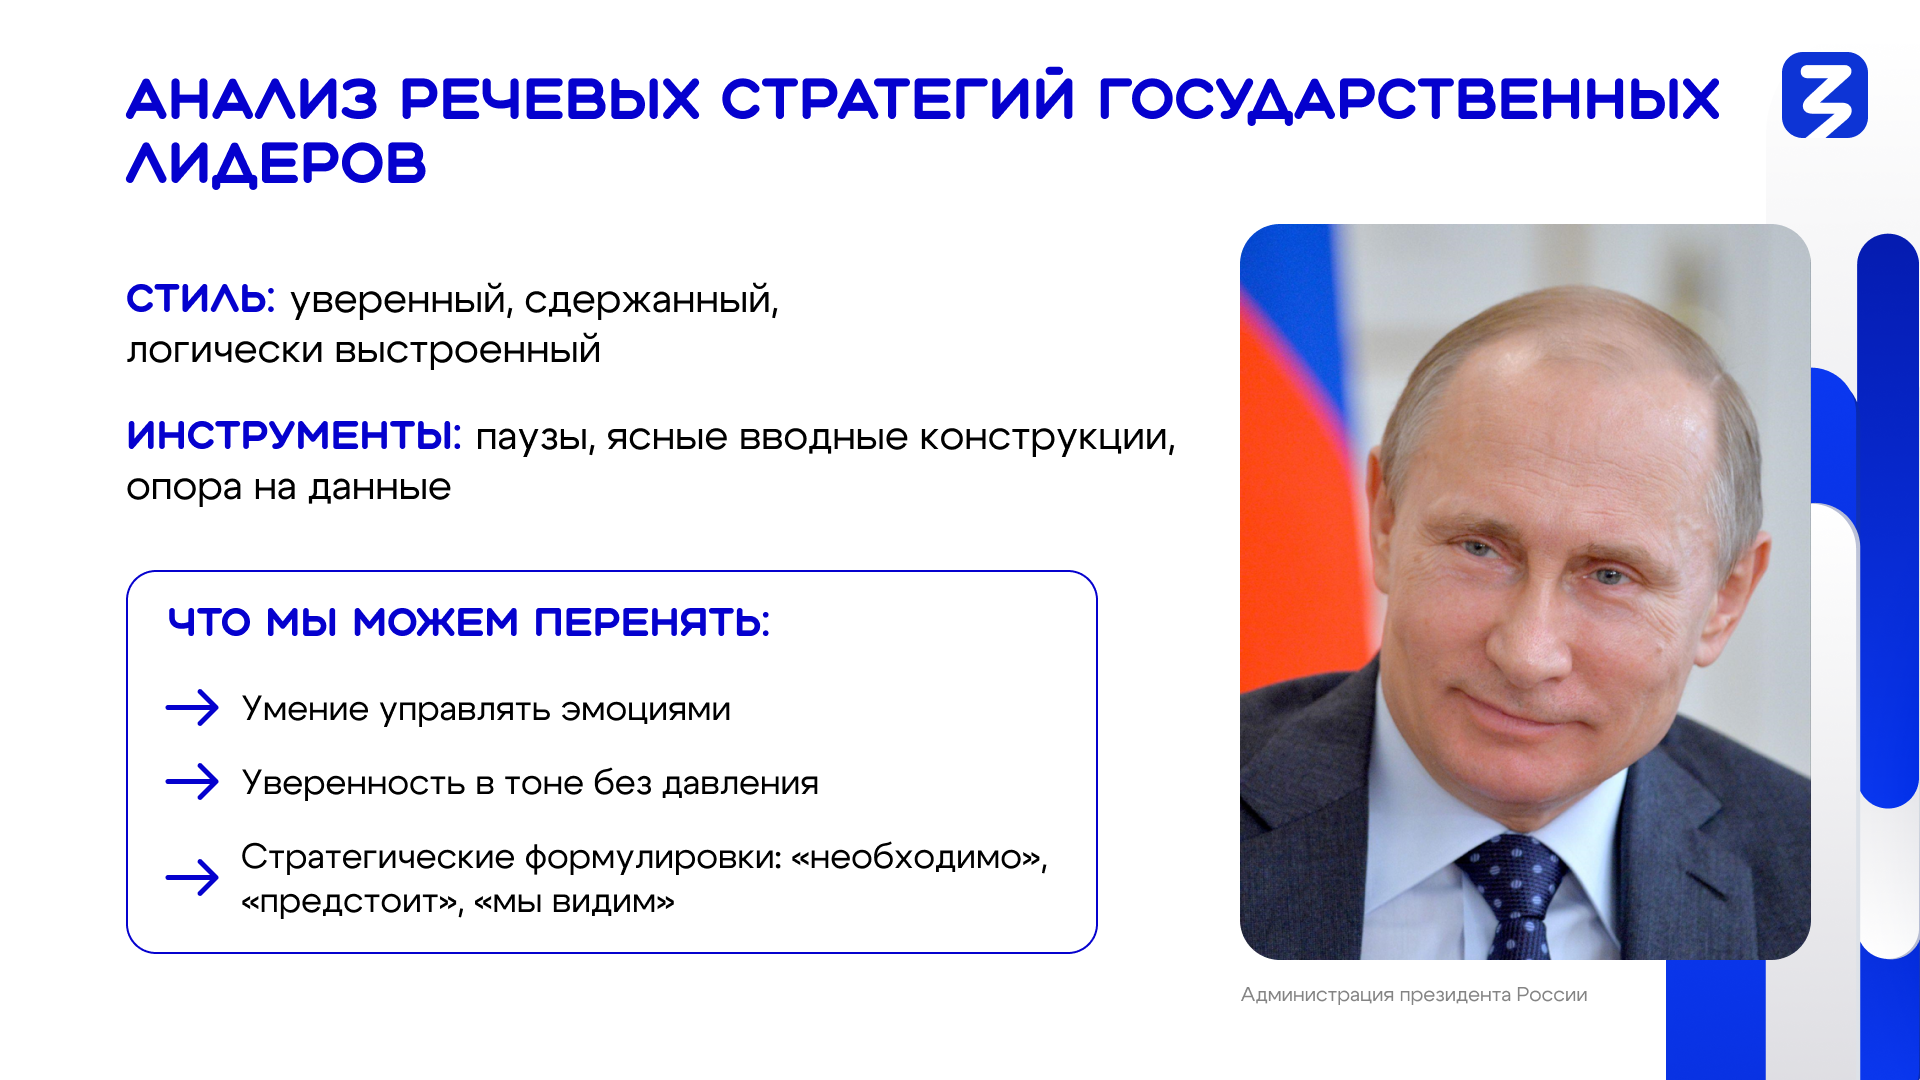 АНАЛИЗ РЕЧЕВЫХ СТРАТЕГИЙ ГОСУДАРСТВЕННЫХ
ЛИДЕРОВ
СТИЛЬ: уверенный, сдержанный,
логически выстроенный
ИНСТРУМЕНТЫ: паузы, ясные вводные конструкции,
опора на данные
ЧТО МЫ МОЖЕМ ПЕРЕНЯТЬ:
Умение управлять эмоциями
Уверенность в тоне без давления
Стратегические формулировки: «необходимо»,
«предстоит», «мы видим»
Администрация президента России